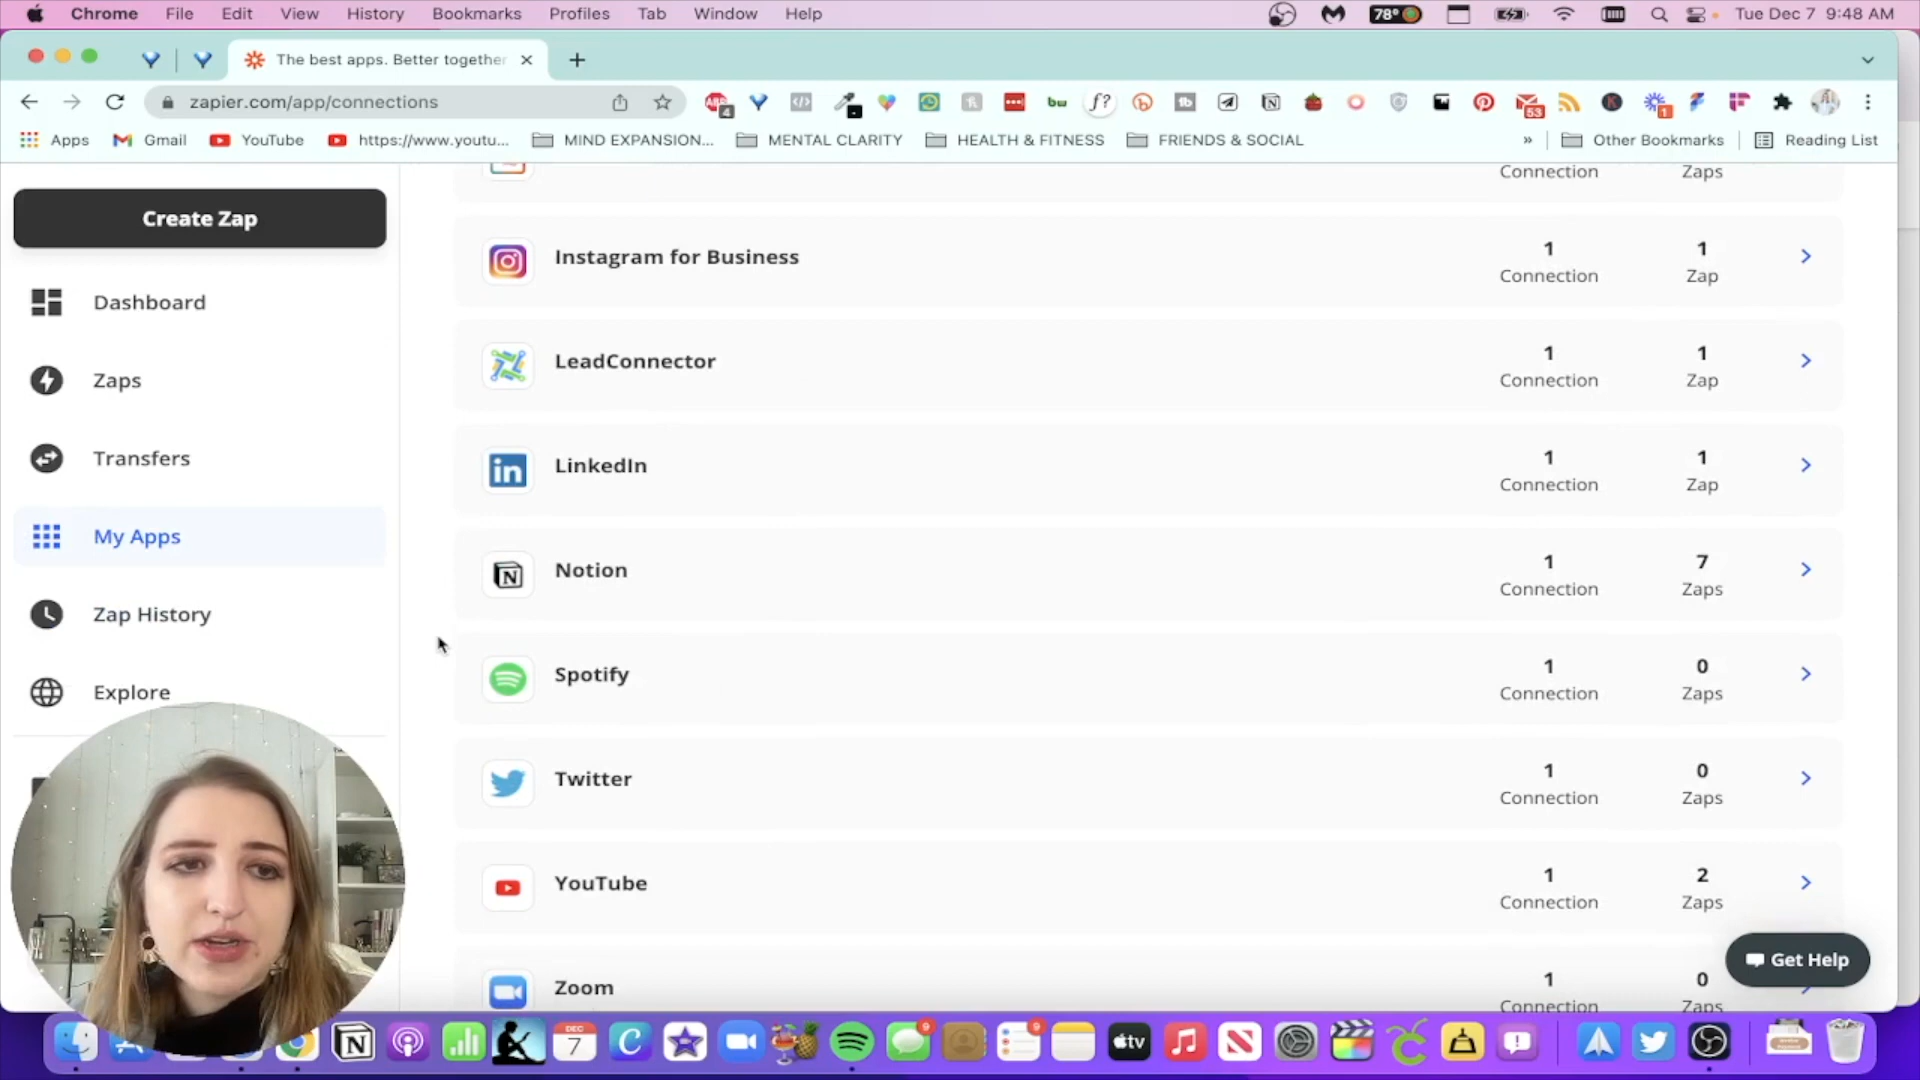 Chrome File Edit View History Bookmarks Profiles Tab Window Help 78° Tue Dec 7 9:48 AM
The best apps. Better together
zapier.com/app/connections
Apps Gmail YouTube https://www.youtu... MIND EXPANSION... MENTAL CLARITY HEALTH & FITNESS FRIENDS & SOCIAL » Other Bookmarks Reading List
Connection Zaps
Create Zap
Dashboard
Zaps
Transfers
My Apps
Zap History
Explore
Instagram for Business
1 1
Connection Zap
LeadConnector
1 1
Connection Zap
LinkedIn
1 1
Connection Zap
Notion
1 7
Connection Zaps
Spotify
1 0
Connection Zaps
Twitter
1 0
Connection Zaps
YouTube
1 2
Connection Zaps
Zoom
1 0
Connection Zaps
Get Help